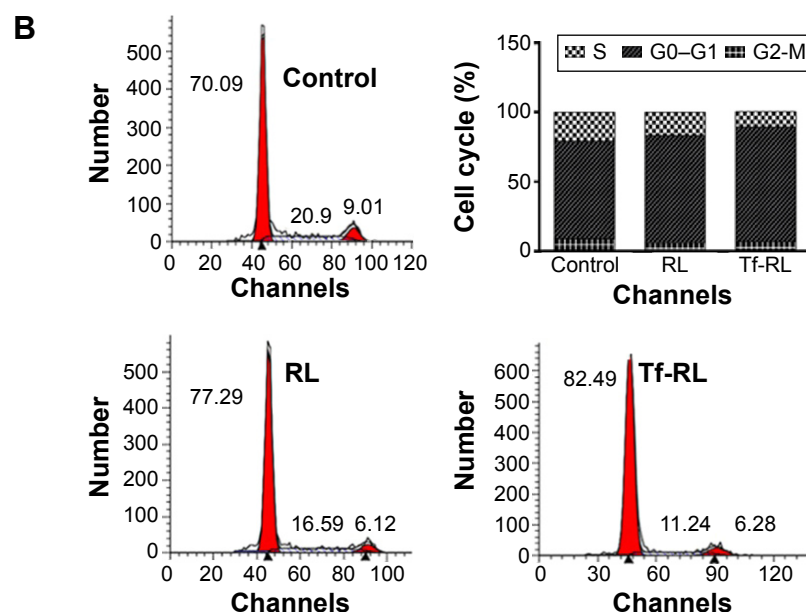 B
Number
500
400
300
200
100
0
70.09
Control
20.9
9.01
0 20 40 60 80 100 120
Channels
Cell cycle (%)
150
100
50
0
S G0–G1 G2-M
Control RL Tf-RL
Channels
Number
500
400
300
200
100
0
77.29
RL
16.59 6.12
0 20 40 60 80 100
Channels
Number
600
500
400
300
200
100
0
82.49
Tf-RL
11.24 6.28
0 30 60 90 120
Channels